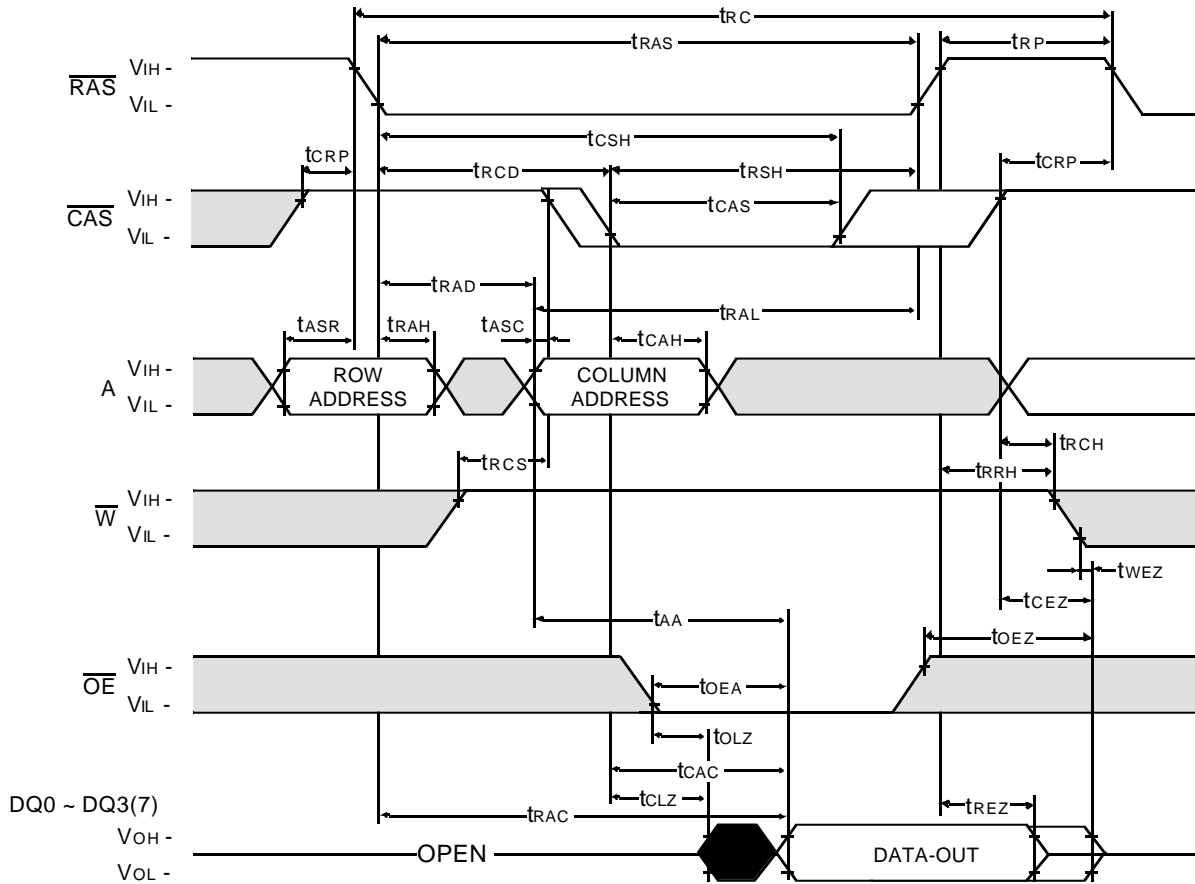 tRC
tRAS
tRP
RAS
VIH -
VIL -
tCSH
tCRP
tRCD
tRSH
tCRP
CAS
VIH -
VIL -
tCAS
tRAD
tRAL
tASR
tRAH
tASC
tCAH
A
VIH -
VIL -
ROW
ADDRESS
COLUMN
ADDRESS
tRCH
tRCS
tRRH
W
VIH -
VIL -
tWEZ
tCEZ
tAA
tOEZ
OE
VIH -
VIL -
tOEA
tOLZ
tCAC
tCLZ
tREZ
DQ0 ~ DQ3(7)
tRAC
VOH -
VOL -
OPEN
DATA-OUT